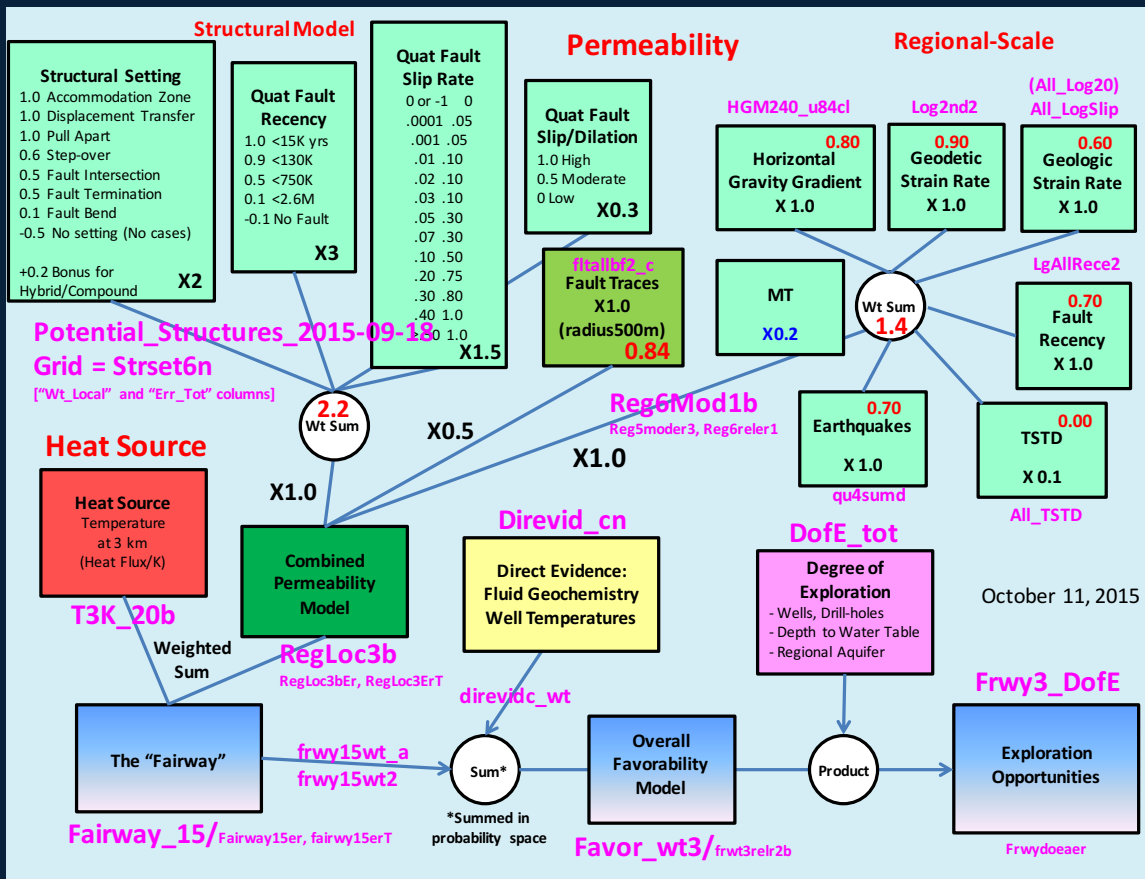 Structural Model
Permeability
Regional-Scale
Structural Setting
1.0 Accommodation Zone
1.0 Displacement Transfer
1.0 Pull Apart
0.6 Step-over
0.5 Fault Intersection
0.5 Fault Termination
0.1 Fault Bend
-0.5 No setting (No cases)
+0.2 Bonus for
Hybrid/Compound
X2
Quat Fault
Recency
1.0 <15K yrs
0.9 <130K
0.5 <750K
0.1 <2.6M
-0.1 No Fault
X3
Quat Fault
Slip Rate
0 or -1 0
.0001 .05
.001 .05
.01 .10
.02 .10
.03 .10
.05 .30
.07 .30
.10 .50
.20 .75
.30 .80
.40 1.0
1.0
X1.5
Quat Fault
Slip/Dilation
1.0 High
0.5 Moderate
0 Low
X0.3
fltallbf2_c
Fault Traces
X1.0
(radius500m)
0.84
HGM240_u84cl
0.80
Horizontal
Gravity Gradient
X 1.0
Log2nd2
0.90
Geodetic
Strain Rate
X 1.0
(All_Log20)
All_LogSlip
0.60
Geologic
Strain Rate
X 1.0
MT
X0.2
Wt Sum
1.4
LgAllRece2
0.70
Fault
Recency
X 1.0
0.70
Earthquakes
X 1.0
qu4sumd
0.00
TSTD
X 0.1
All_TSTD
Potential_Structures_2015-09-18
Grid = Strset6n
["Wt_Local" and "Err_Tot" columns]
2.2
Wt Sum
Reg6Mod1b
Reg5moder3, Reg6reler1
X0.5
X1.0
X1.0
Heat Source
Heat Source
Temperature
at 3 km
(Heat Flux/K)
T3K_20b
Combined
Permeability
Model
RegLoc3b
RegLoc3bEr, RegLoc3ErT
Weighted
Sum
Direvid_cn
Direct Evidence:
Fluid Geochemistry
Well Temperatures
direvidc_wt
DofE_tot
Degree of
Exploration
- Wells, Drill-holes
- Depth to Water Table
- Regional Aquifer
October 11, 2015
The “Fairway”
Fairway_15/Fairway15er, fairwy15erT
frwy15wt_a
frwy15wt2
Sum*
*Summed in
probability space
Overall
Favorability
Model
Favor_wt3/frwt3relr2b
Product
Frwy3_DofE
Exploration
Opportunities
Frwydoeaer